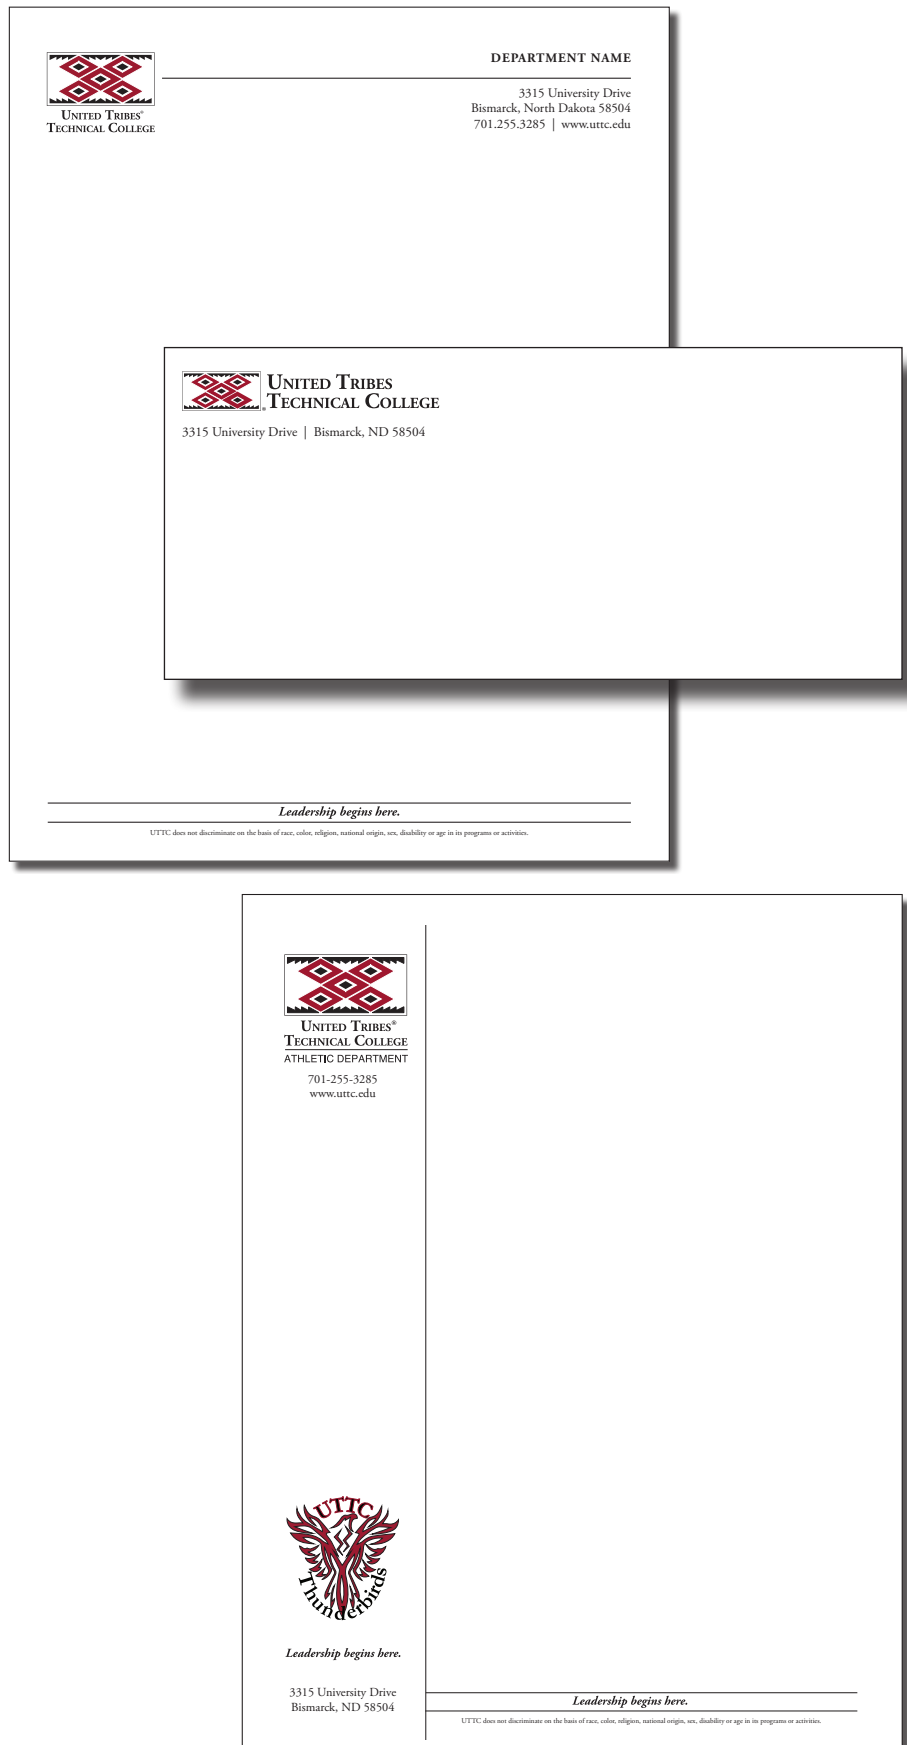 DEPARTMENT NAME
3315 University Drive
Bismarck, North Dakota 58504
701.255.3285 | www.uttc.edu
UNITED TRIBES®
TECHNICAL COLLEGE
UNITED TRIBES
® TECHNICAL COLLEGE
3315 University Drive | Bismarck, ND 58504
Leadership begins here.
UTTC does not discriminate on the basis of race, color, religion, national origin, sex, disability or age in its programs or activities.
UNITED TRIBES®
TECHNICAL COLLEGE
ATHLETIC DEPARTMENT
701-255-3285
www.uttc.edu
UTTC
Thunderbirds
Leadership begins here.
3315 University Drive
Bismarck, ND 58504
Leadership begins here.
UTTC does not discriminate on the basis of race, color, religion, national origin, sex, disability or age in its programs or activities.